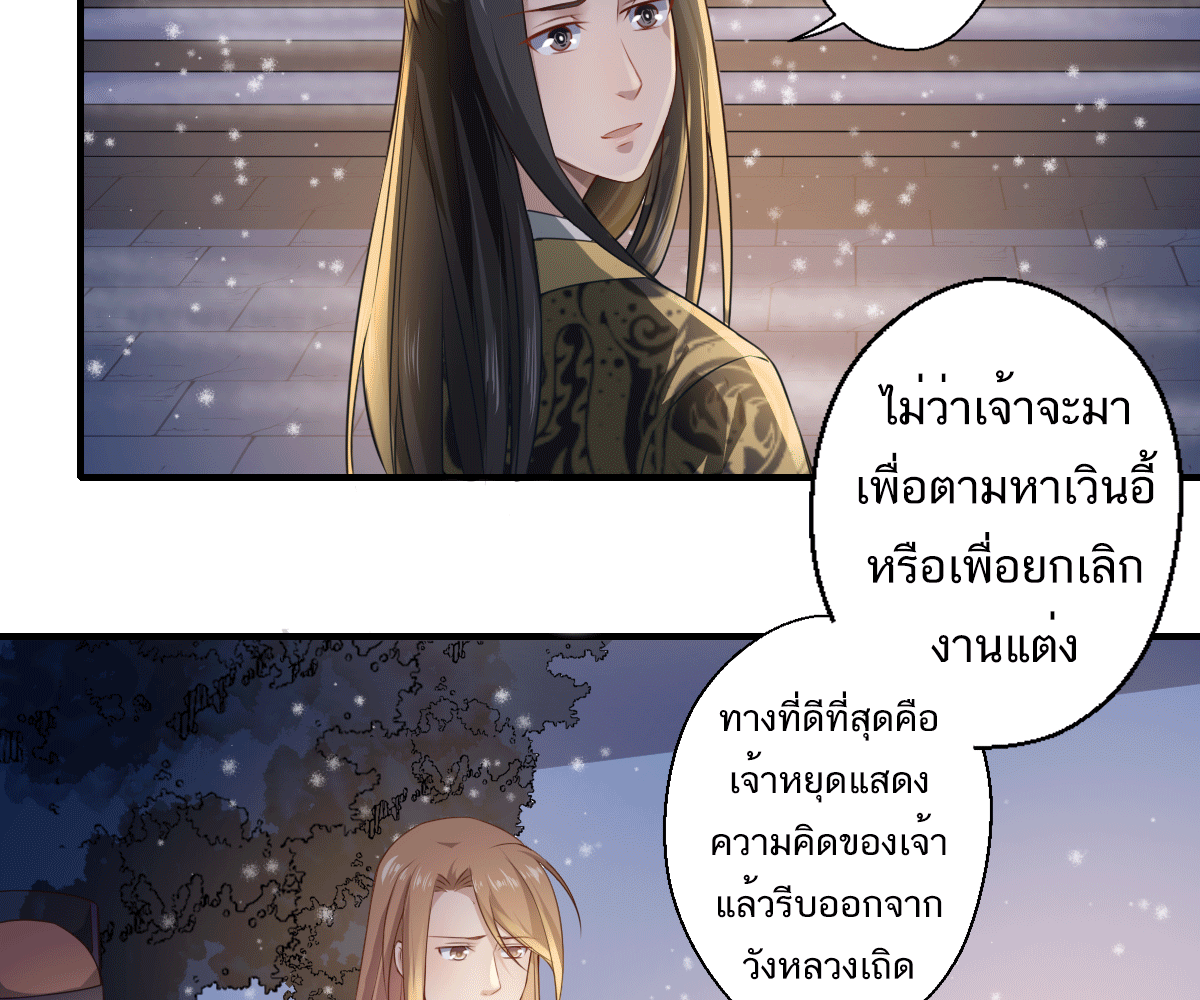 ไม่ว่าเจ้าจะมา
เพื่อตามหาเวินอี้
หรือเพื่อยกเลิก
งานแต่ง
ทางที่ดีที่สุดคือ
เจ้าหยุดแสดง
ความคิดของเจ้า
แล้วรีบออกจาก
วังหลวงเถิด